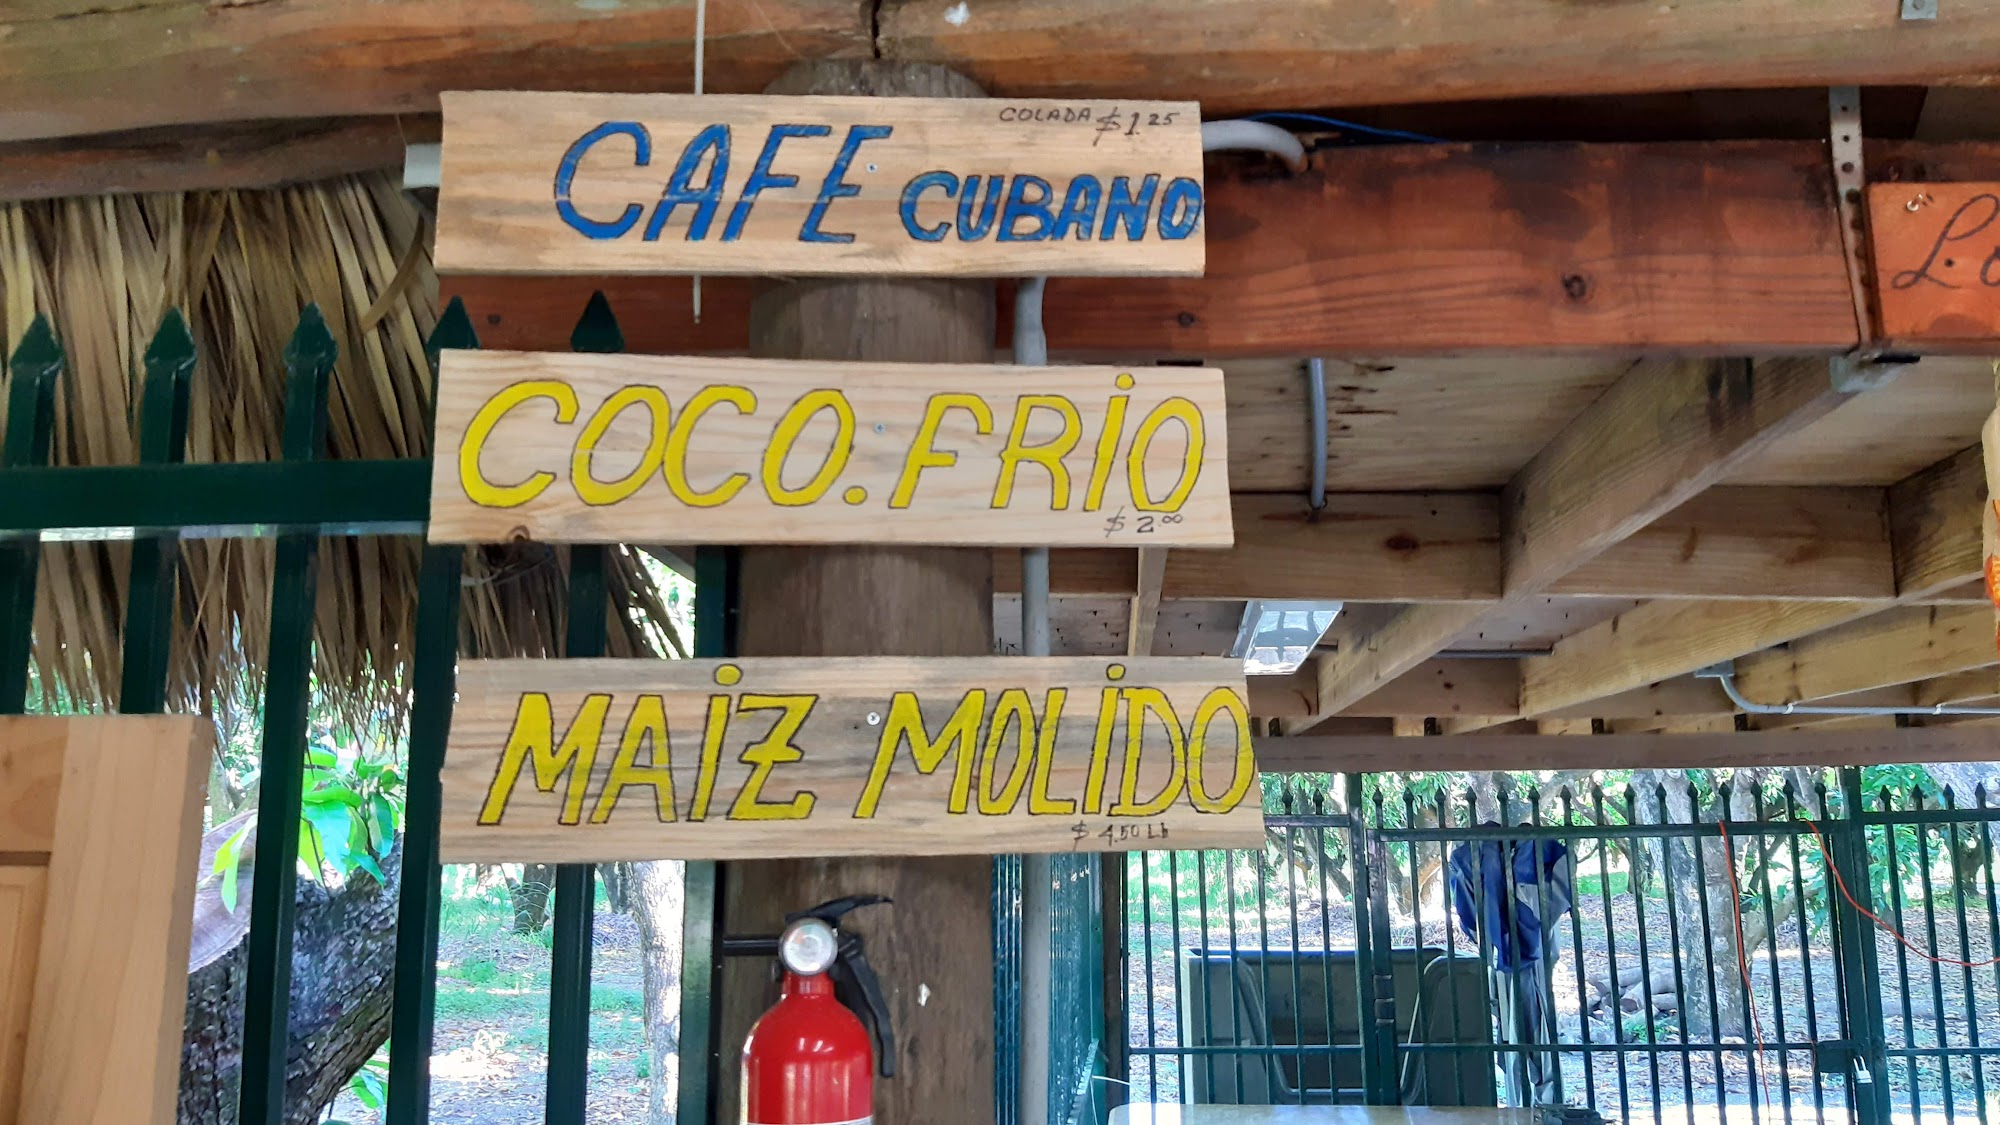 COLADA $1.25
CAFE CUBANO
COCO. FRiO
$2.00
MAiZ MOLiDO
$4.50 Lb